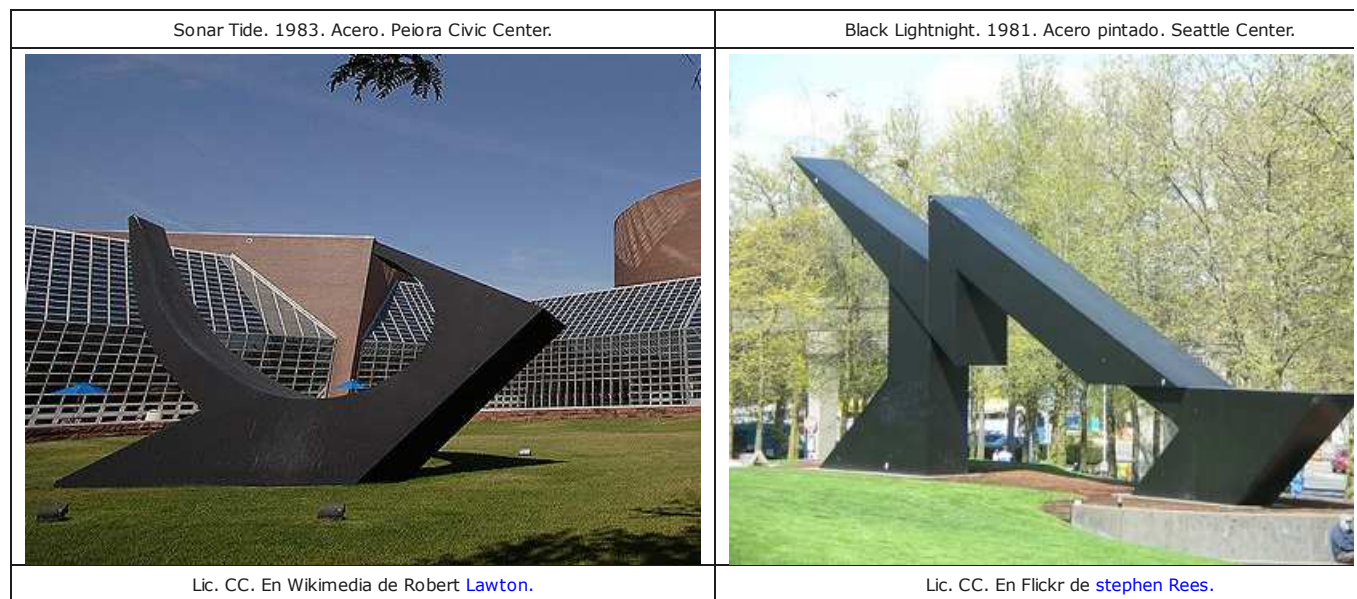 Sonar Tide. 1983. Acero. Peiora Civic Center.
Black Lightnight. 1981. Acero pintado. Seattle Center.
Lic. CC. En Wikimedia de Robert Lawton.
Lic. CC. En Flickr de stephen Rees.